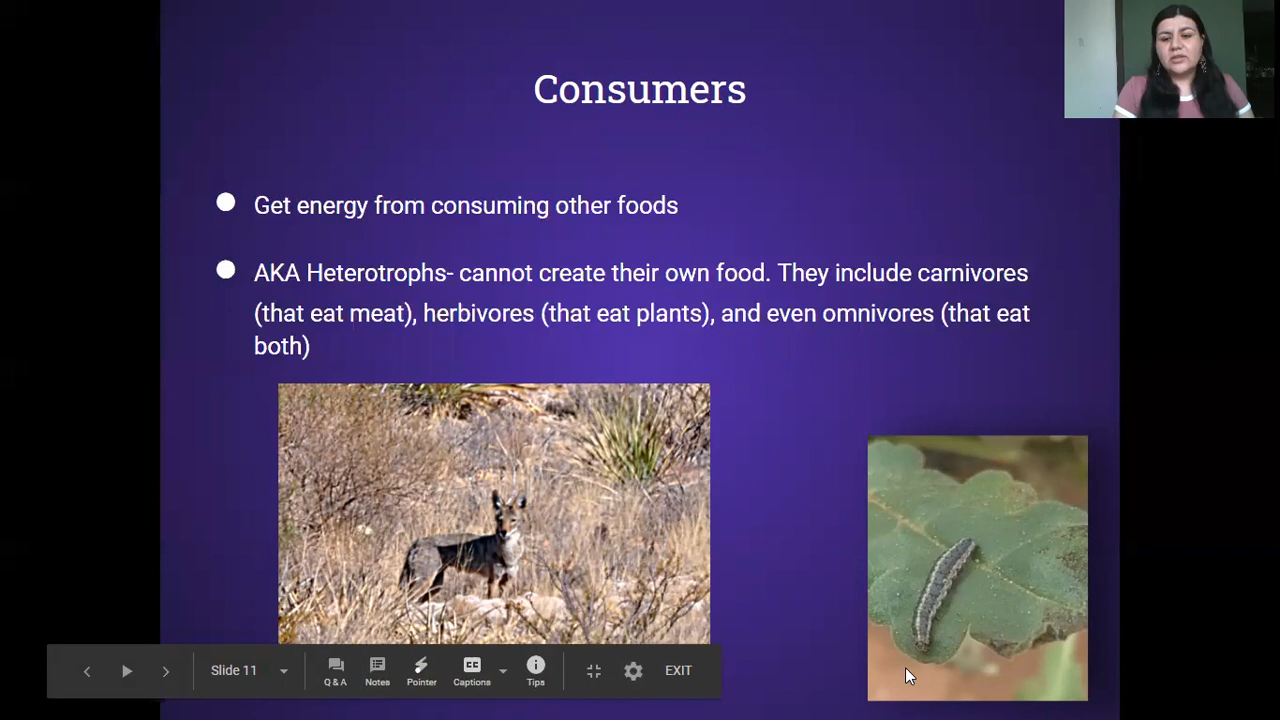 Consumers
Get energy from consuming other foods
AKA Heterotrophs- cannot create their own food. They include carnivores
(that eat meat), herbivores (that eat plants), and even omnivores (that eat
both)
Slide 11
Q & A
Notes
Pointer
Captions
Tips
EXIT